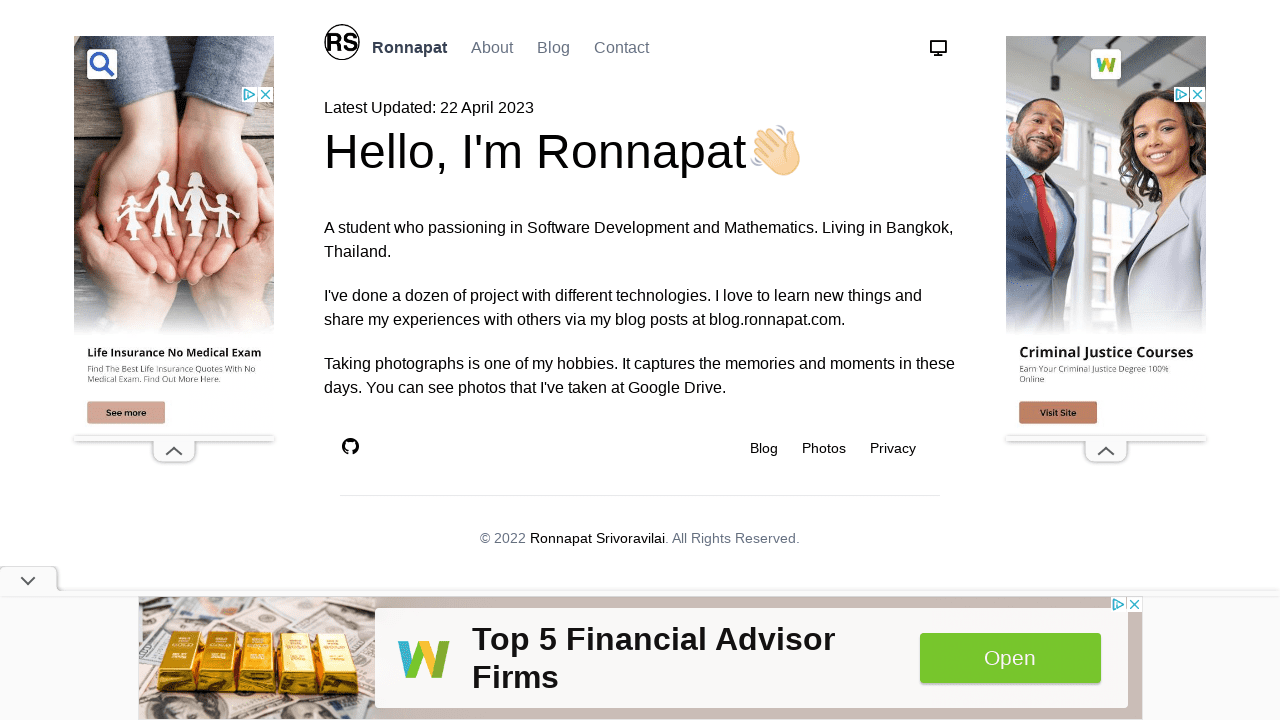 RS
Ronnapat About Blog Contact
Latest Updated: 22 April 2023
Hello, I'm Ronnapat👋🏻
A student who passioning in Software Development and Mathematics. Living in Bangkok,
Thailand.
I've done a dozen of project with different technologies. I love to learn new things and
share my experiences with others via my blog posts at blog.ronnapat.com.
Taking photographs is one of my hobbies. It captures the memories and moments in these
days. You can see photos that I've taken at Google Drive.
Blog Photos Privacy
© 2022 Ronnapat Srivoravilai. All Rights Reserved.
Life Insurance No Medical Exam
Find The Best Life Insurance Quotes With No
Medical Exam. Find Out More Here.
See more
W
Criminal Justice Courses
Earn Your Criminal Justice Degree 100%
Online
Visit Site
W
Top 5 Financial Advisor
Firms
Open